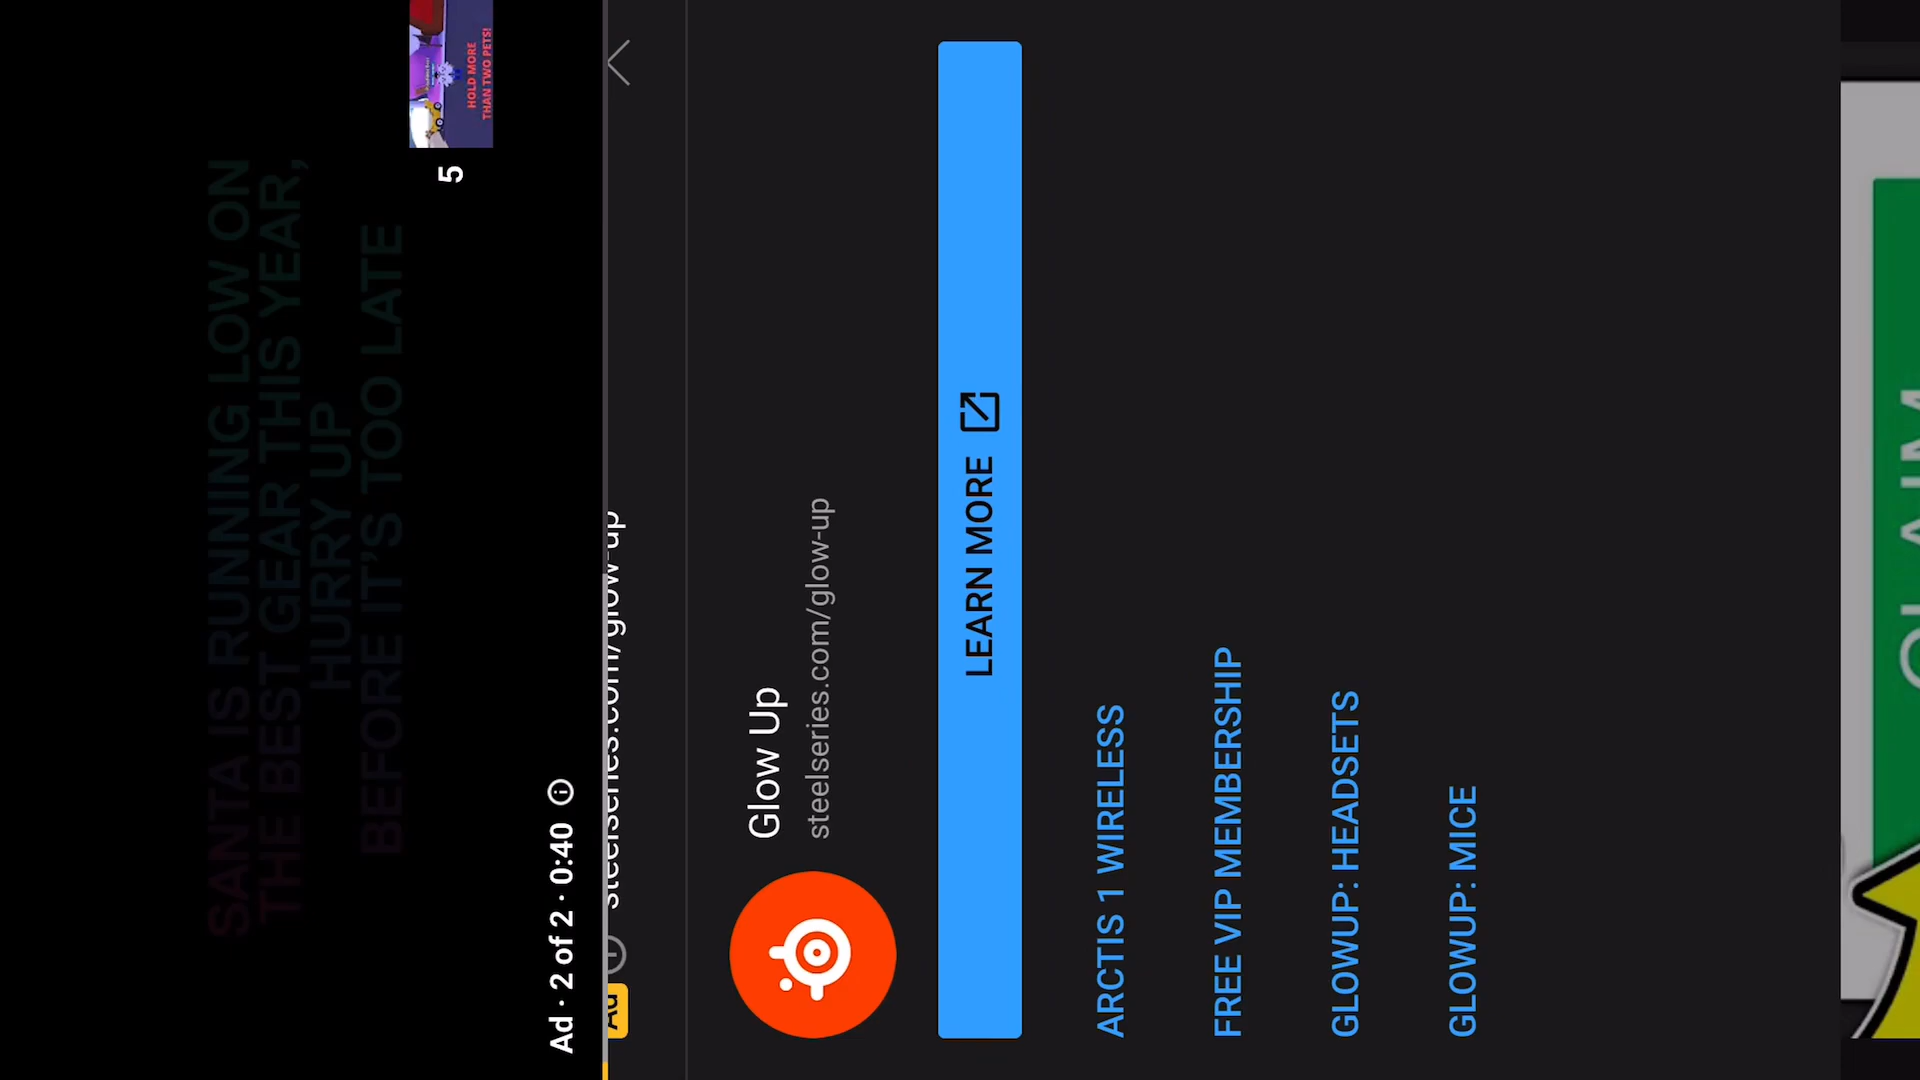 SANTA IS RUNNING LOW ON
THE BEST GEAR THIS YEAR,
HURRY UP
BEFORE IT'S TOO LATE
HOLD MORE
THAN TWO PETS!
5
Ad · 2 of 2 · 0:40
Ad
steelseries.com/glow-up
Glow Up
steelseries.com/glow-up
LEARN MORE
ARCTIS 1 WIRELESS
FREE VIP MEMBERSHIP
GLOWUP: HEADSETS
GLOWUP: MICE
CLAIM